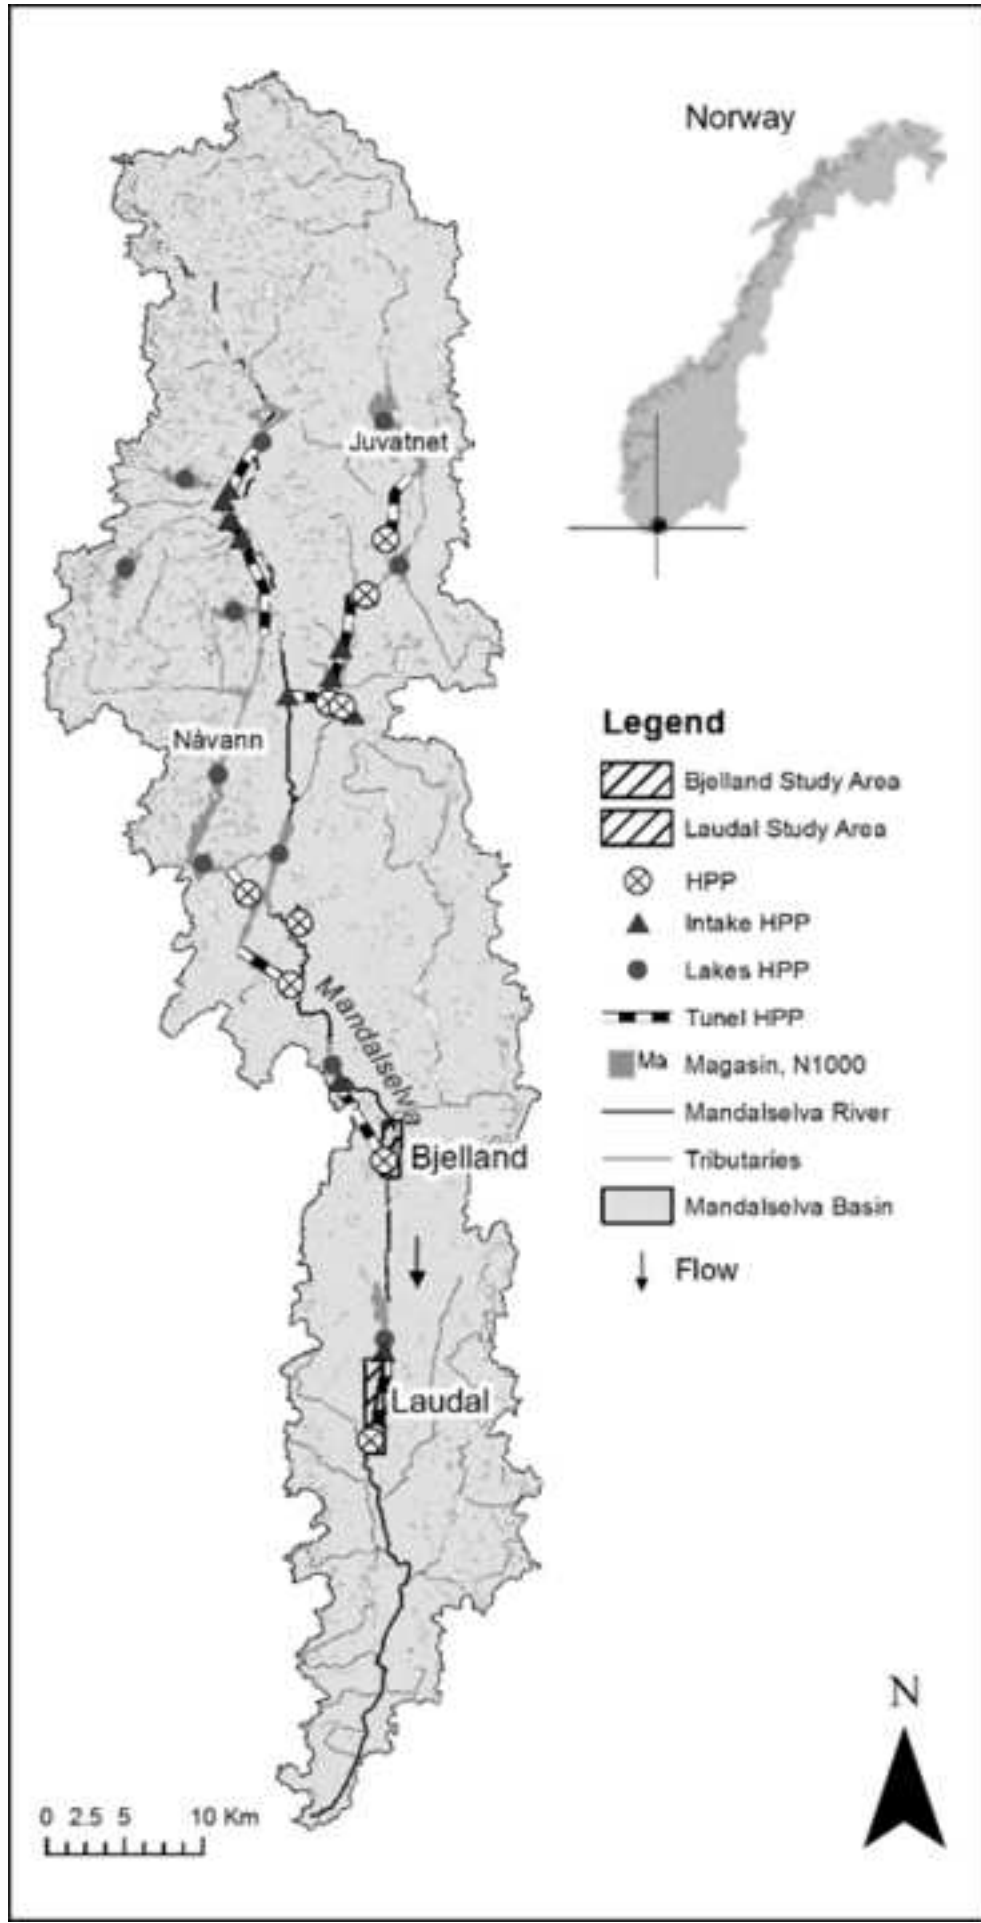 Norway
Juvatnet
Nåvann
Mandalselva
Bjelland
Laudal
Legend
Bjelland Study Area
Laudal Study Area
HPP
Intake HPP
Lakes HPP
Tunel HPP
Ma Magasin, N1000
Mandalselva River
Tributaries
Mandalselva Basin
Flow
N
0 2.5 5 10 Km